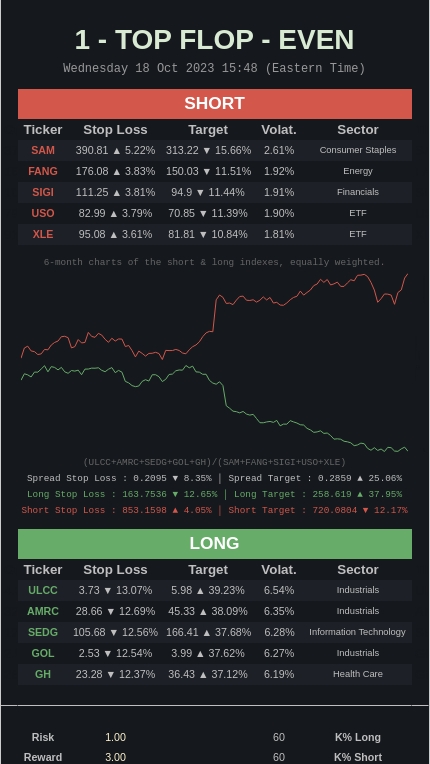 1 - TOP FLOP - EVEN
Wednesday 18 Oct 2023 15:48 (Eastern Time)
SHORT
Ticker Stop Loss Target Volat. Sector
SAM 390.81 ▲ 5.22% 313.22 ▼ 15.66% 2.61% Consumer Staples
FANG 176.08 ▲ 3.83% 150.03 ▼ 11.51% 1.92% Energy
SIGI 111.25 ▲ 3.81% 94.9 ▼ 11.44% 1.91% Financials
USO 82.99 ▲ 3.79% 70.85 ▼ 11.39% 1.90% ETF
XLE 95.08 ▲ 3.61% 81.81 ▼ 10.84% 1.81% ETF
6-month charts of the short & long indexes, equally weighted.
(ULCC+AMRC+SEDG+GOL+GH)/(SAM+FANG+SIGI+USO+XLE)
Spread Stop Loss : 0.2095 ▼ 8.35% | Spread Target : 0.2859 ▲ 25.06%
Long Stop Loss : 163.7536 ▼ 12.65% | Long Target : 258.619 ▲ 37.95%
Short Stop Loss : 853.1598 ▲ 4.05% | Short Target : 720.0804 ▼ 12.17%
LONG
Ticker Stop Loss Target Volat. Sector
ULCC 3.73 ▼ 13.07% 5.98 ▲ 39.23% 6.54% Industrials
AMRC 28.66 ▼ 12.69% 45.33 ▲ 38.09% 6.35% Industrials
SEDG 105.68 ▼ 12.56% 166.41 ▲ 37.68% 6.28% Information Technology
GOL 2.53 ▼ 12.54% 3.99 ▲ 37.62% 6.27% Industrials
GH 23.28 ▼ 12.37% 36.43 ▲ 37.12% 6.19% Health Care
Risk 1.00 60 K% Long
Reward 3.00 60 K% Short